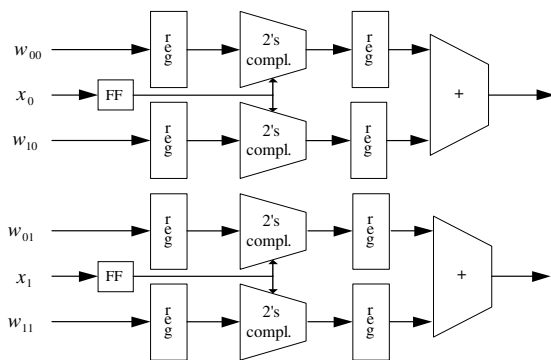 w00
reg
2's
compl.
reg
x0
FF
+
w10
reg
2's
compl.
reg
w01
reg
2's
compl.
reg
x1
FF
+
w11
reg
2's
compl.
reg